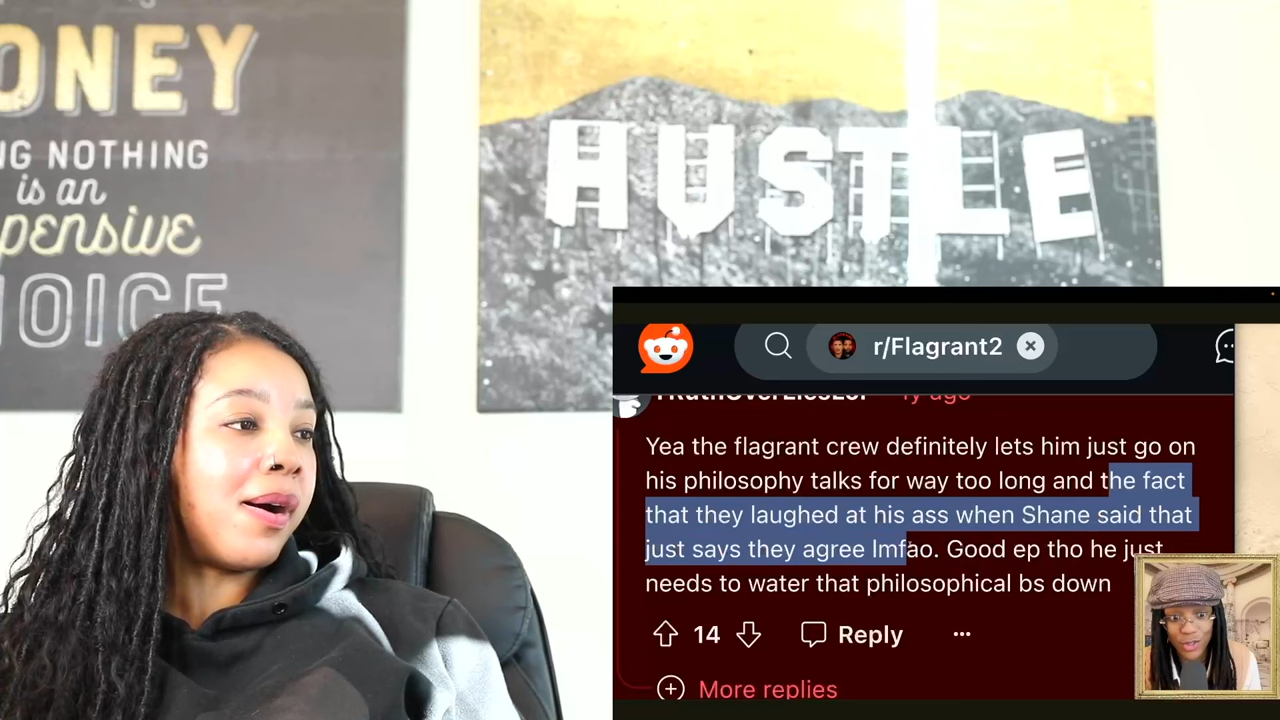 ONEY
NG NOTHING
is an
pensive
HOICE
HUSTLE
r/Flagrant2
1y ago
Yea the flagrant crew definitely lets him just go on
his philosophy talks for way too long and the fact
that they laughed at his ass when Shane said that
just says they agree lmfao. Good ep tho he just
needs to water that philosophical bs down
14
Reply
More replies